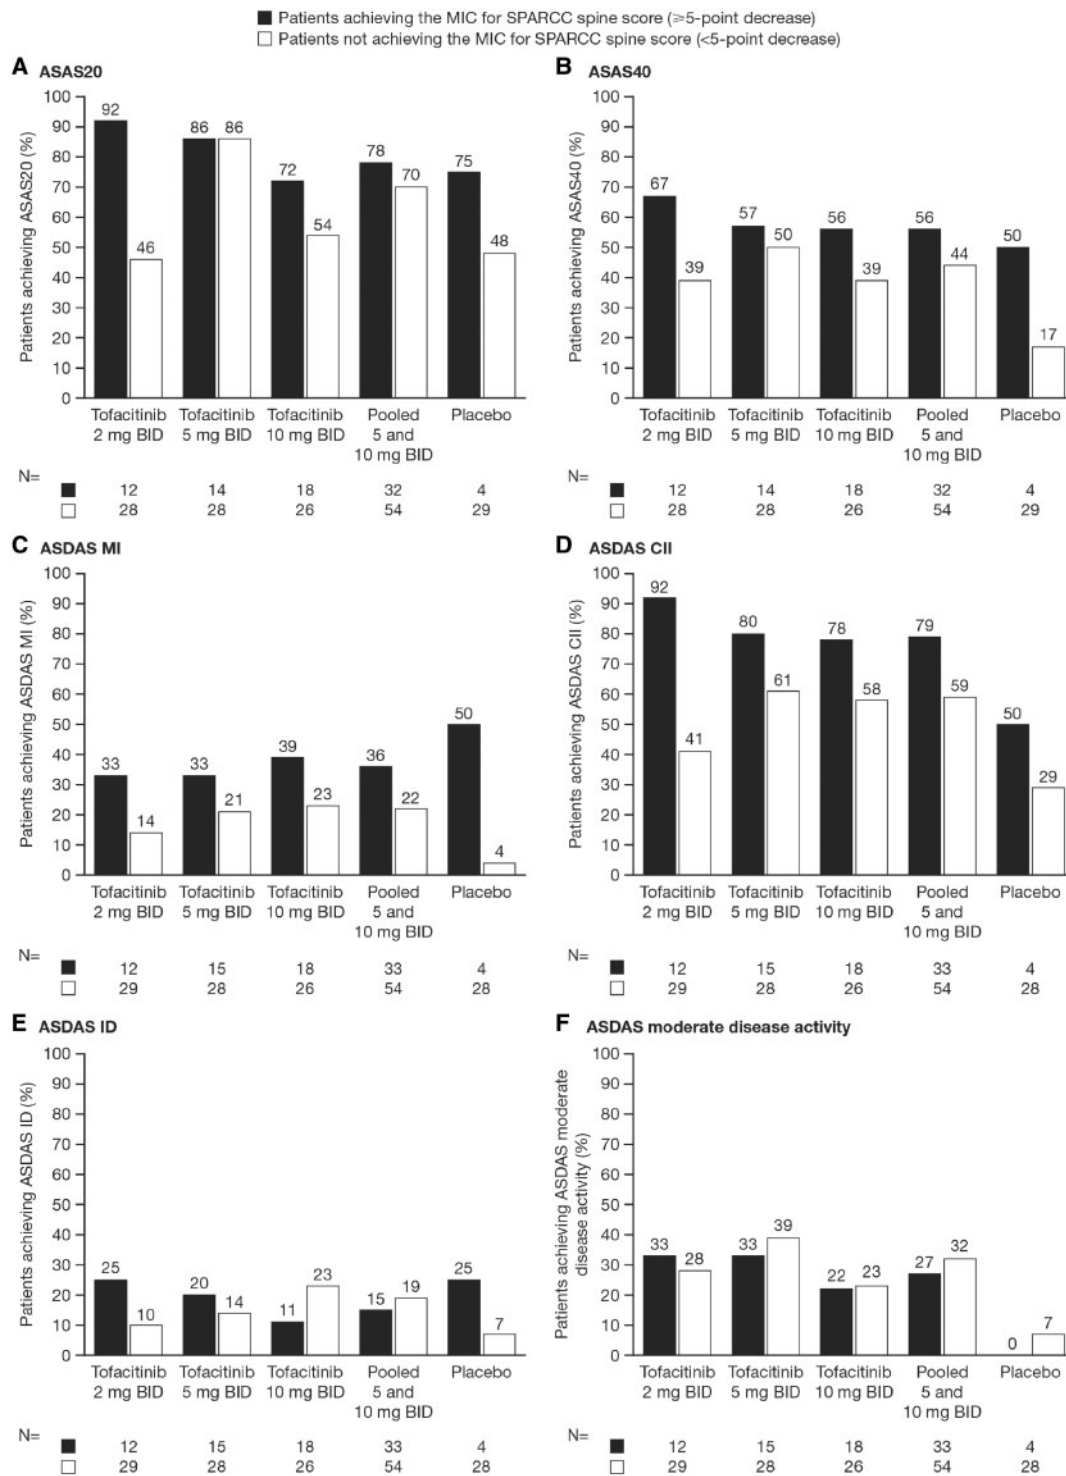 Patients achieving the MIC for SPARCC spine score (≥5-point decrease)
Patients not achieving the MIC for SPARCC spine score (<5-point decrease)
A ASAS20
Patients achieving ASAS20 (%)
100
90
80
70
60
50
40
30
20
10
0
92 46 86 86 72 54 78 70 75 48
Tofacitinib Tofacitinib Tofacitinib Pooled Placebo
2 mg BID 5 mg BID 10 mg BID 5 and
10 mg BID
N=
12 14 18 32 4
28 28 26 54 29
B ASAS40
Patients achieving ASAS40 (%)
100
90
80
70
60
50
40
30
20
10
0
67 39 57 50 56 39 56 44 50 17
Tofacitinib Tofacitinib Tofacitinib Pooled Placebo
2 mg BID 5 mg BID 10 mg BID 5 and
10 mg BID
N=
12 14 18 32 4
28 28 26 54 29
C ASDAS MI
Patients achieving ASDAS MI (%)
100
90
80
70
60
50
40
30
20
10
0
33 14 33 21 39 23 36 22 50 4
Tofacitinib Tofacitinib Tofacitinib Pooled Placebo
2 mg BID 5 mg BID 10 mg BID 5 and
10 mg BID
N=
12 15 18 33 4
29 28 26 54 28
D ASDAS CII
Patients achieving ASDAS CII (%)
100
90
80
70
60
50
40
30
20
10
0
92 41 80 61 78 58 79 59 50 29
Tofacitinib Tofacitinib Tofacitinib Pooled Placebo
2 mg BID 5 mg BID 10 mg BID 5 and
10 mg BID
N=
12 15 18 33 4
29 28 26 54 28
E ASDAS ID
Patients achieving ASDAS ID (%)
100
90
80
70
60
50
40
30
20
10
0
25 10 20 14 11 23 15 19 25 7
Tofacitinib Tofacitinib Tofacitinib Pooled Placebo
2 mg BID 5 mg BID 10 mg BID 5 and
10 mg BID
N=
12 15 18 33 4
29 28 26 54 28
F ASDAS moderate disease activity
Patients achieving ASDAS moderate
disease activity (%)
100
90
80
70
60
50
40
30
20
10
0
33 28 33 39 22 23 27 32 0 7
Tofacitinib Tofacitinib Tofacitinib Pooled Placebo
2 mg BID 5 mg BID 10 mg BID 5 and
10 mg BID
N=
12 15 18 33 4
29 28 26 54 28